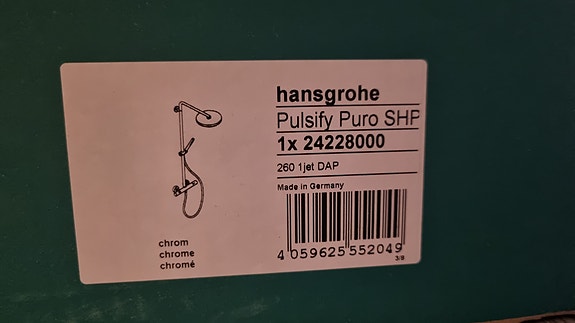 hansgrohe
Pulsify Puro SHP
1x 24228000
260 1jet DAP
Made in Germany
4 059625 552049
3/8
chrom
chrome
chromé